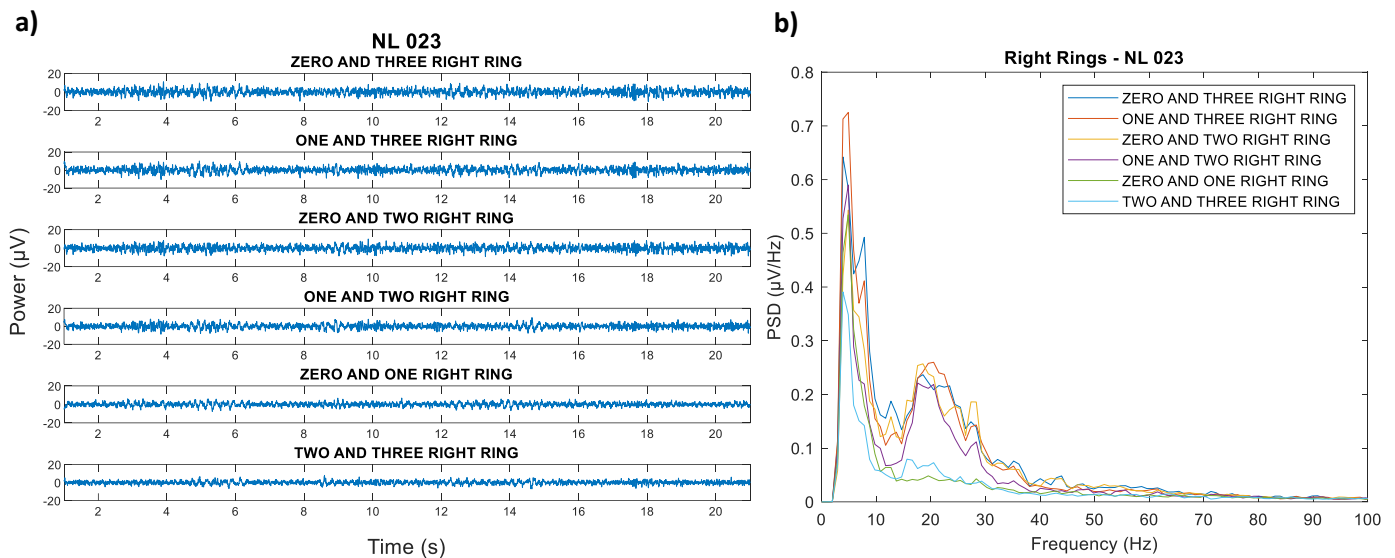 a)
NL 023
ZERO AND THREE RIGHT RING
20
0
-20
2 4 6 8 10 12 14 16 18 20
ONE AND THREE RIGHT RING
20
0
-20
2 4 6 8 10 12 14 16 18 20
ZERO AND TWO RIGHT RING
20
0
-20
2 4 6 8 10 12 14 16 18 20
ONE AND TWO RIGHT RING
20
0
-20
2 4 6 8 10 12 14 16 18 20
ZERO AND ONE RIGHT RING
20
0
-20
2 4 6 8 10 12 14 16 18 20
TWO AND THREE RIGHT RING
20
0
-20
2 4 6 8 10 12 14 16 18 20
Power (µV)
Time (s)
b)
Right Rings - NL 023
0.8
0.7
0.6
0.5
0.4
0.3
0.2
0.1
0
PSD (µV/Hz)
ZERO AND THREE RIGHT RING
ONE AND THREE RIGHT RING
ZERO AND TWO RIGHT RING
ONE AND TWO RIGHT RING
ZERO AND ONE RIGHT RING
TWO AND THREE RIGHT RING
0 10 20 30 40 50 60 70 80 90 100
Frequency (Hz)